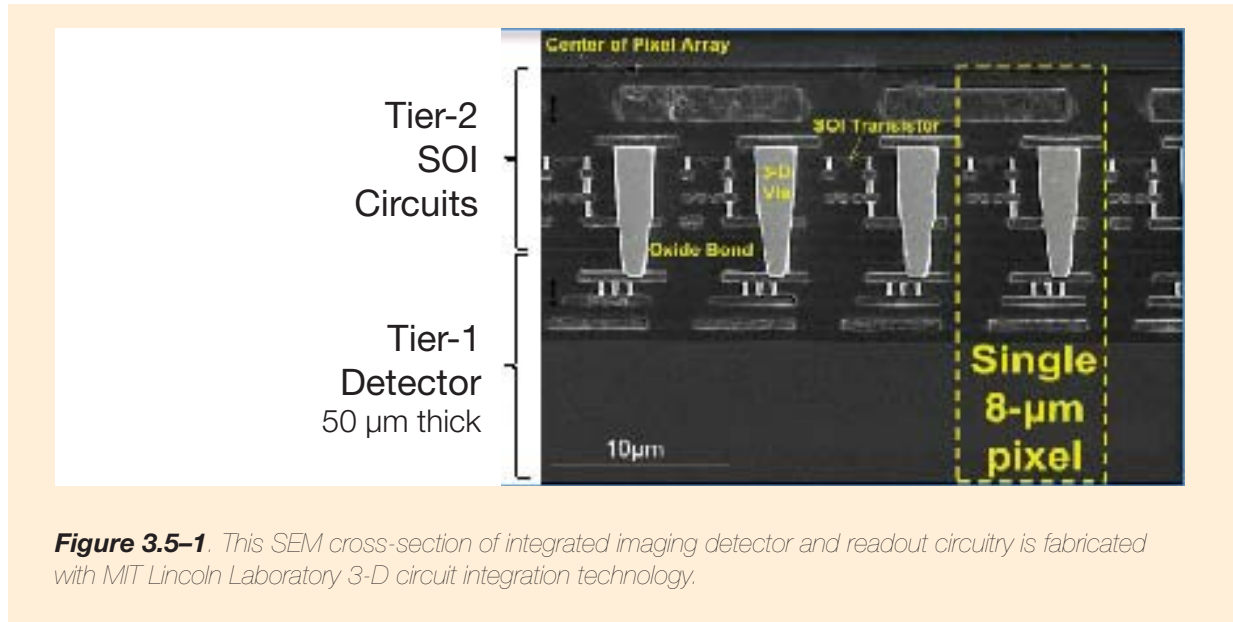 Center of Pixel Array
Tier-2
SOI
Circuits
SOI Transistor
3-D
Via
Oxide Bond
Tier-1
Detector
50 µm thick
10µm
Single
8-µm
pixel
Figure 3.5–1. This SEM cross-section of integrated imaging detector and readout circuitry is fabricated
with MIT Lincoln Laboratory 3-D circuit integration technology.